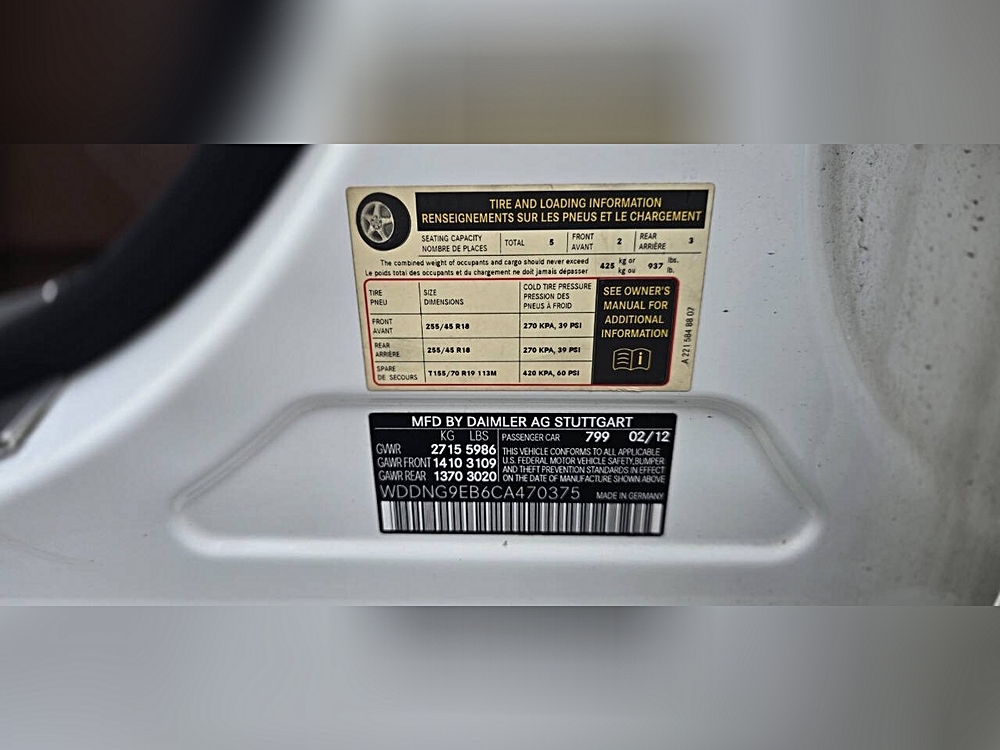 TIRE AND LOADING INFORMATION
RENSEIGNEMENTS SUR LES PNEUS ET LE CHARGEMENT
SEATING CAPACITY
NOMBRE DE PLACES
TOTAL 5
FRONT
AVANT
2
REAR
ARRIÈRE
3
The combined weight of occupants and cargo should never exceed
Le poids total des occupants et du chargement ne doit jamais dépasser
425 kg or
kg ou
937 lbs.
lb.
TIRE
PNEU
SIZE
DIMENSIONS
COLD TIRE PRESSURE
PRESSION DES
PNEUS À FROID
FRONT
AVANT
255/45 R18
270 KPA, 39 PSI
REAR
ARRIÈRE
255/45 R18
270 KPA, 39 PSI
SPARE
DE SECOURS
T155/70 R19 113M
420 KPA, 60 PSI
SEE OWNER'S
MANUAL FOR
ADDITIONAL
INFORMATION
A 221 584 88 07
MFD BY DAIMLER AG STUTTGART
KG LBS
GVWR 2715 5986
GAWR FRONT 1410 3109
GAWR REAR 1370 3020
PASSENGER CAR 799 02/12
THIS VEHICLE CONFORMS TO ALL APPLICABLE
U.S. FEDERAL MOTOR VEHICLE SAFETY, BUMPER
AND THEFT PREVENTION STANDARDS IN EFFECT
ON THE DATE OF MANUFACTURE SHOWN ABOVE
WDDNG9EB6CA470375
MADE IN GERMANY